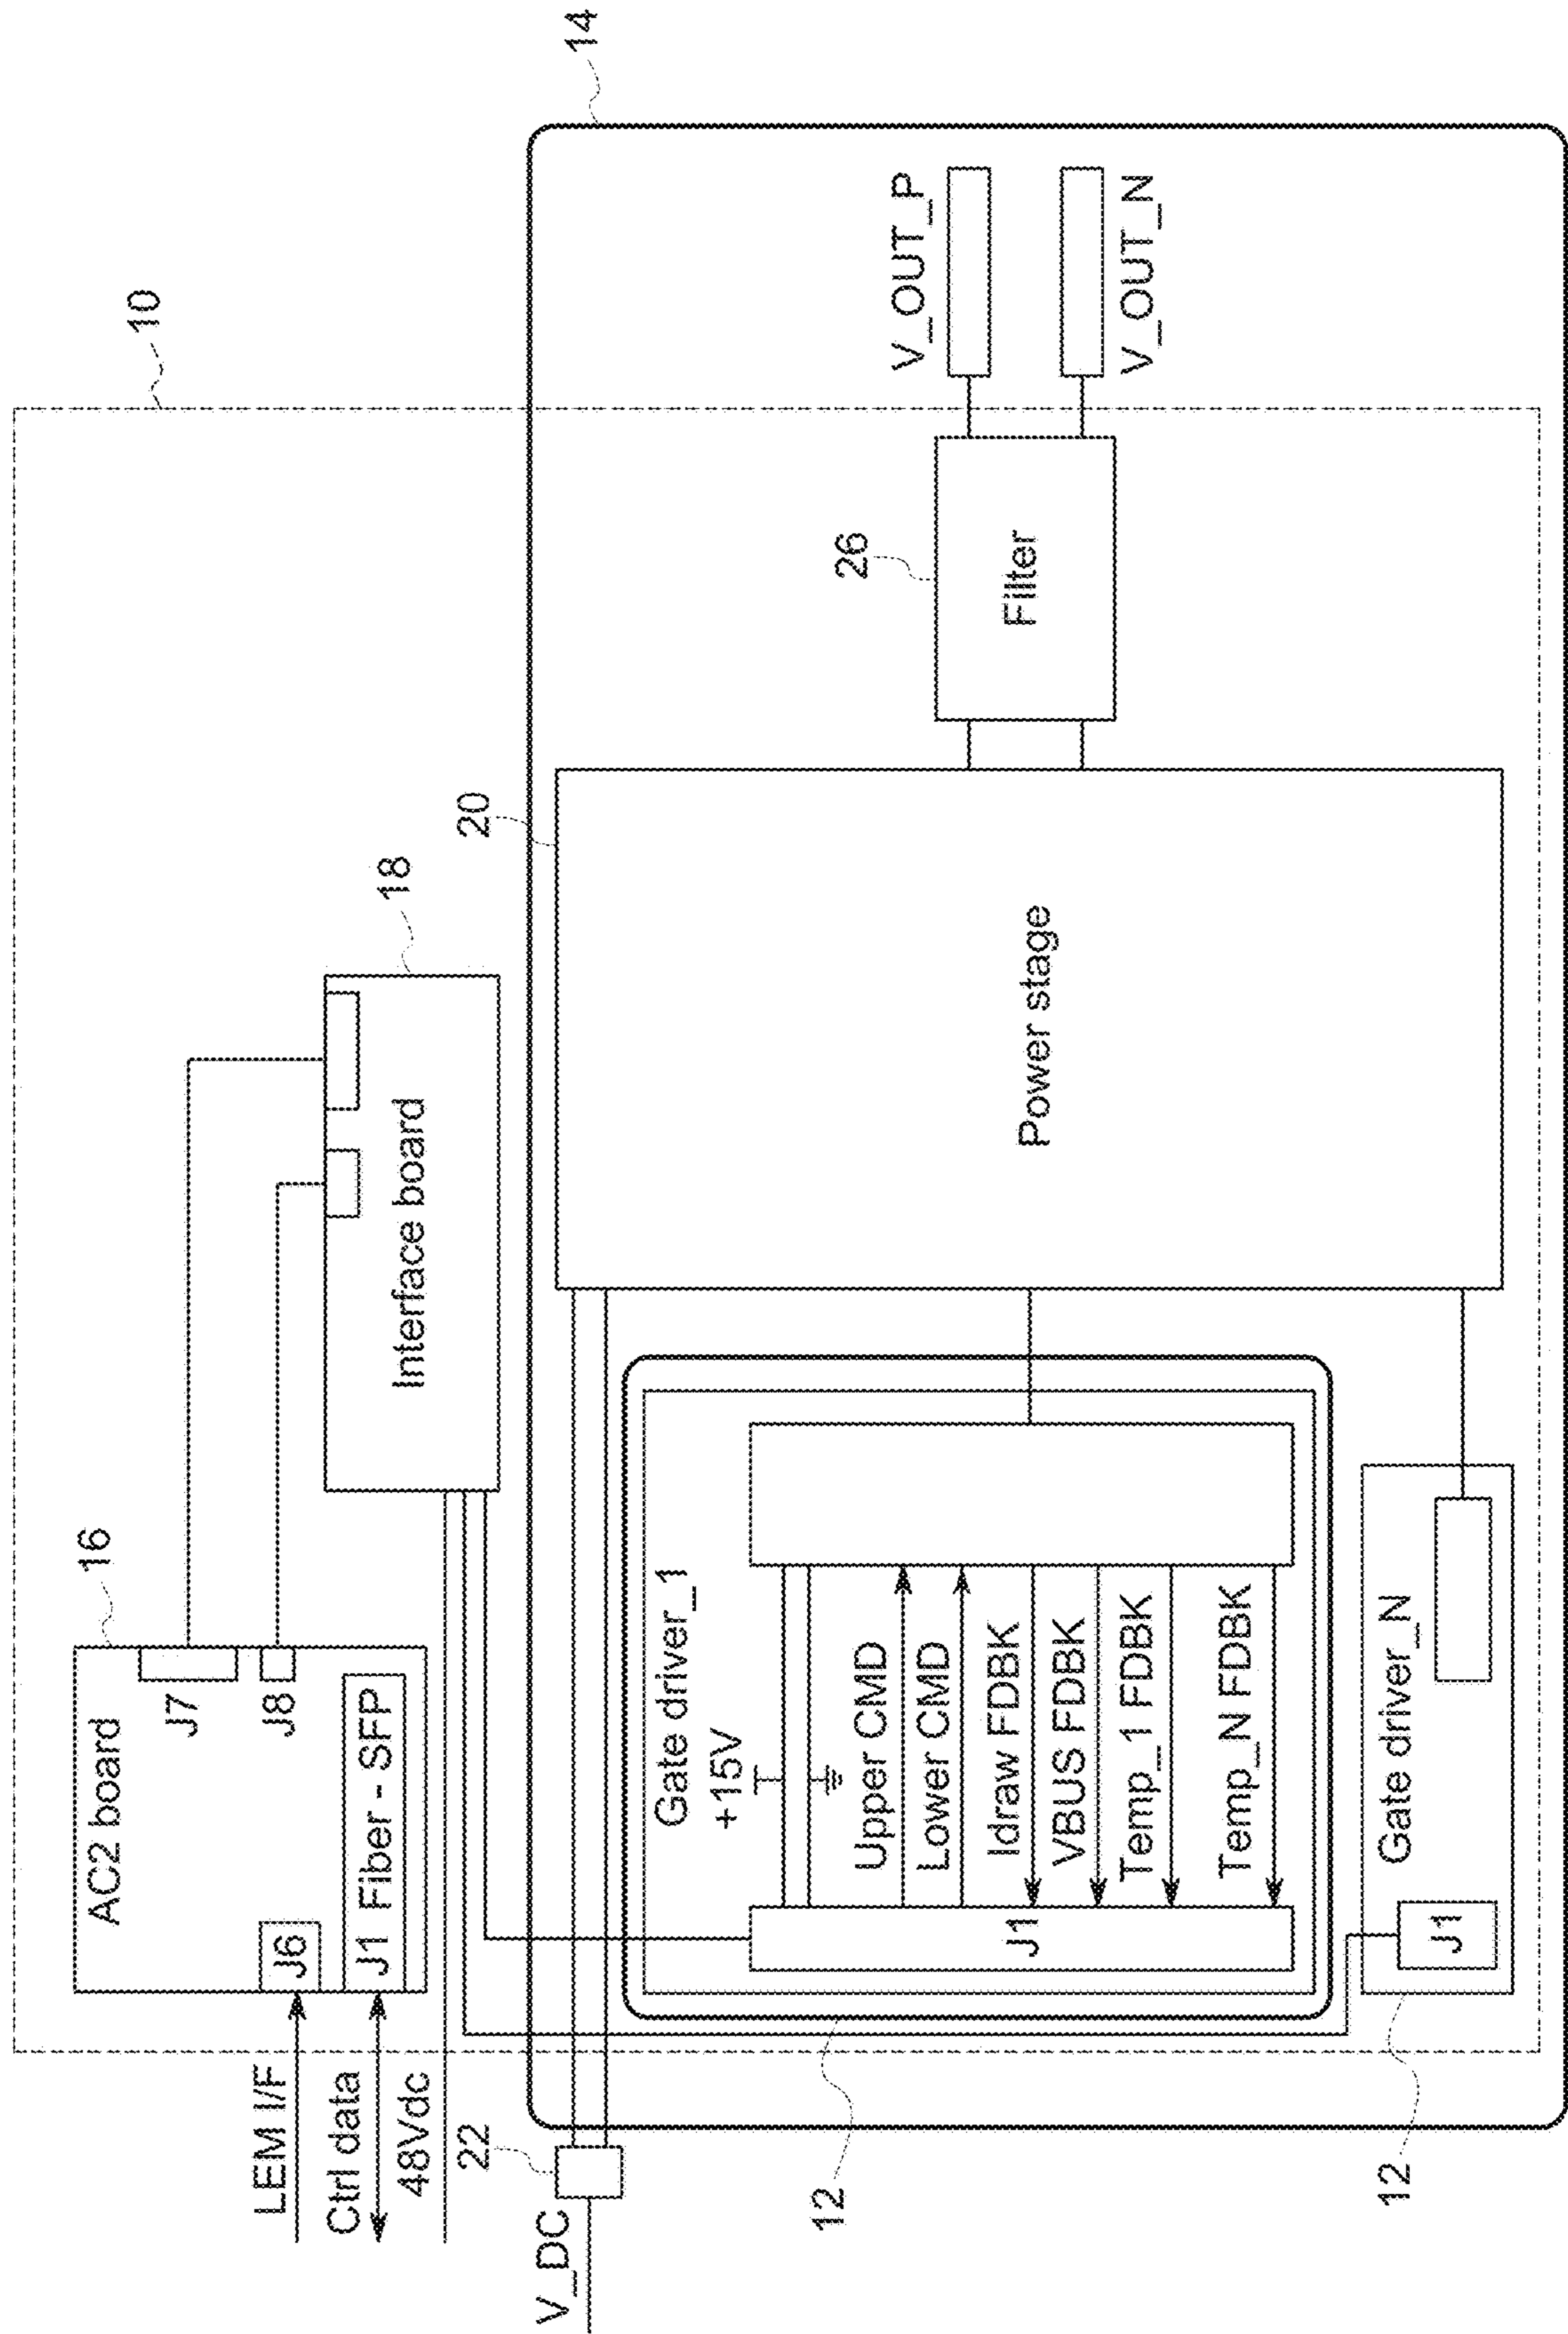 10
14
LEM I/F
Ctrl data
48Vdc
AC2 board
16
J6
J1 Fiber - SFP
J7
J8
Interface board
18
V_DC
22
20
Gate driver_1
+15V
Upper CMD
Lower CMD
Idraw FDBK
VBUS FDBK
Temp_1 FDBK
Temp_N FDBK
J1
12
Power stage
26
Filter
V_OUT_P
V_OUT_N
Gate driver_N
J1
12